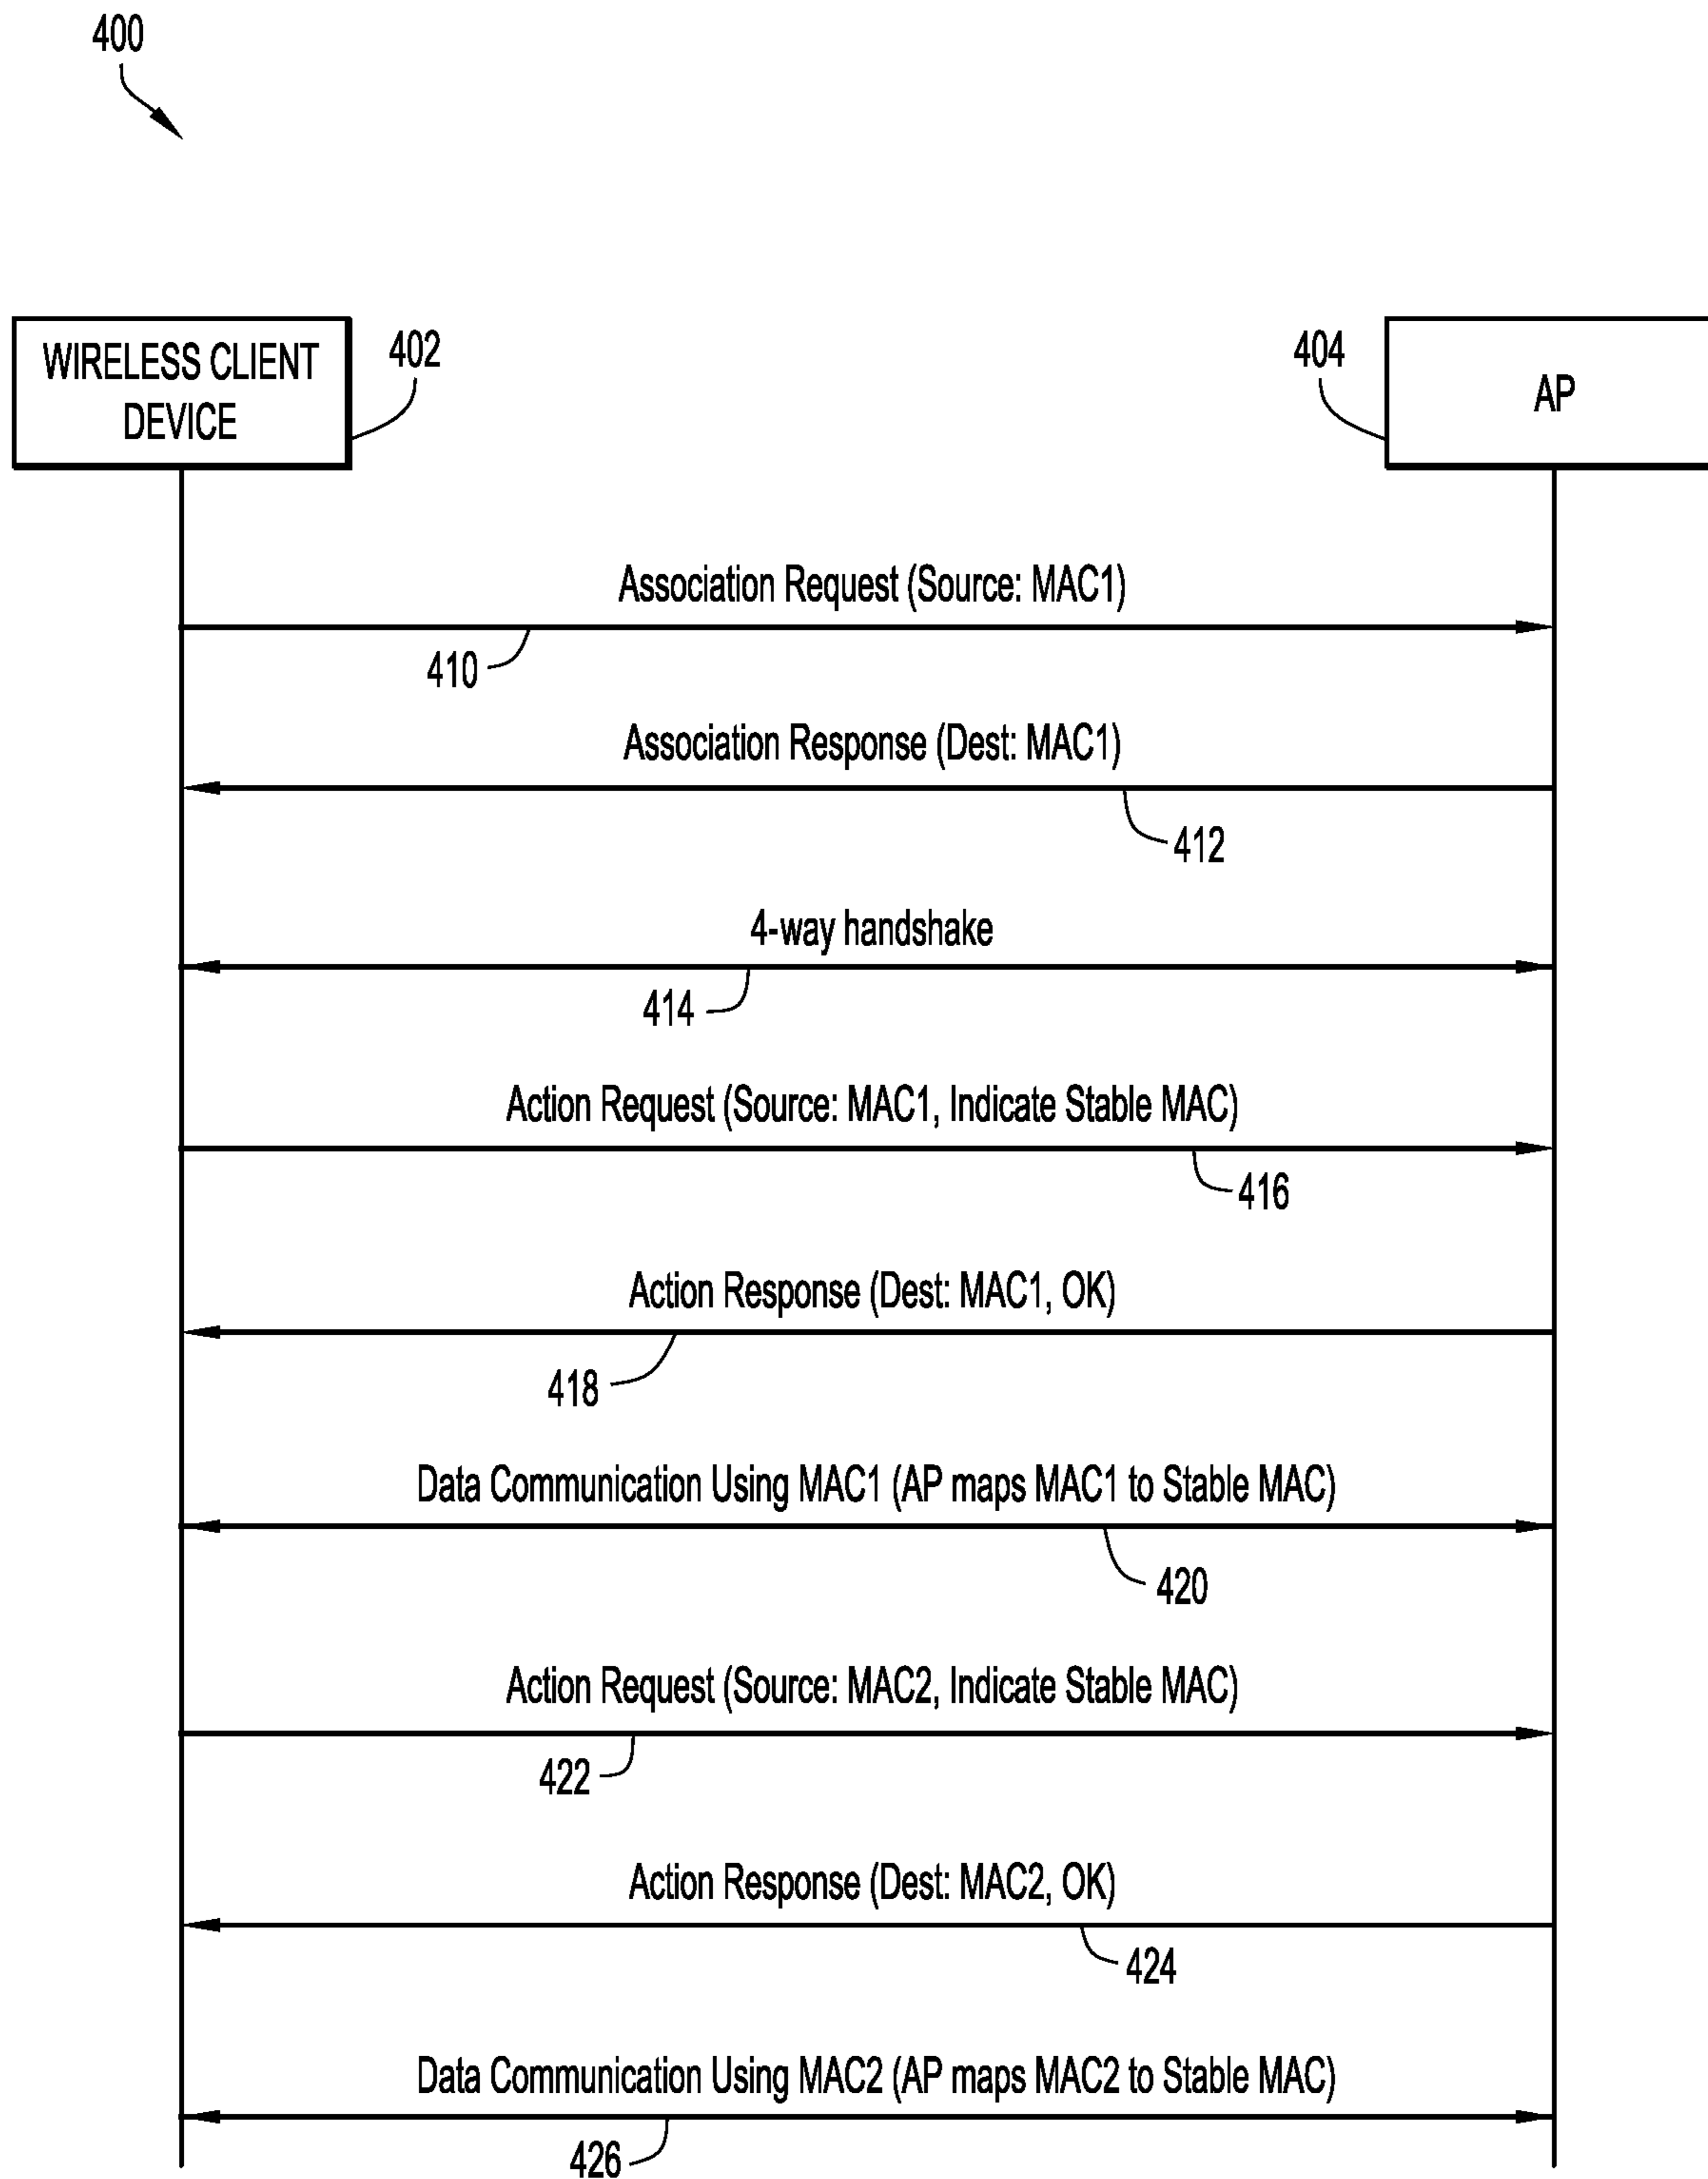 400
WIRELESS CLIENT
DEVICE
402
404
AP
Association Request (Source: MAC1)
410
Association Response (Dest: MAC1)
412
4-way handshake
414
Action Request (Source: MAC1, Indicate Stable MAC)
416
Action Response (Dest: MAC1, OK)
418
Data Communication Using MAC1 (AP maps MAC1 to Stable MAC)
420
Action Request (Source: MAC2, Indicate Stable MAC)
422
Action Response (Dest: MAC2, OK)
424
Data Communication Using MAC2 (AP maps MAC2 to Stable MAC)
426